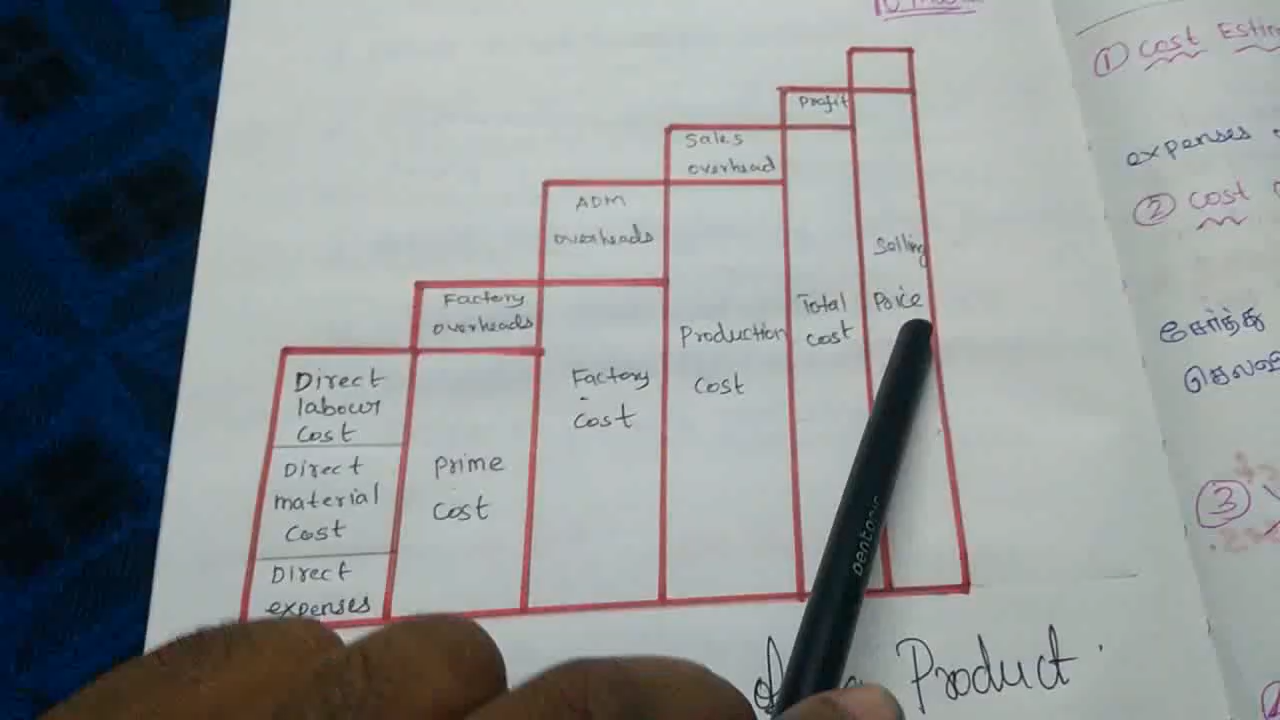 Profit
Sales
overhead
ADM
overheads
Factory
overheads
Direct
labour
cost
Direct
material
cost
Direct
expenses
Prime
cost
Factory
cost
Production
cost
Total
cost
Selling
Price
Product
pentonic
① Cost
expenses
② Cost
சேர்த்து
③